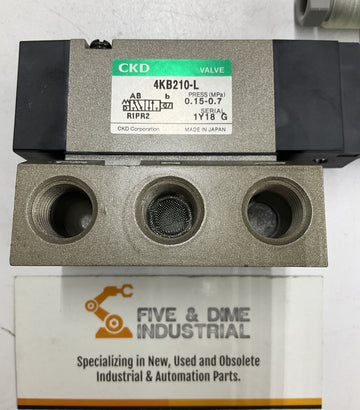 CKD VALVE
4KB210-L
AB b PRESS(MPa)
0.15-0.7
R1PR2 SERIAL
1Y18 G
CKD Corporation MADE IN JAPAN
FIVE & DIME
INDUSTRIAL
Specializing in New, Used and Obsolete
Industrial & Automation Parts.